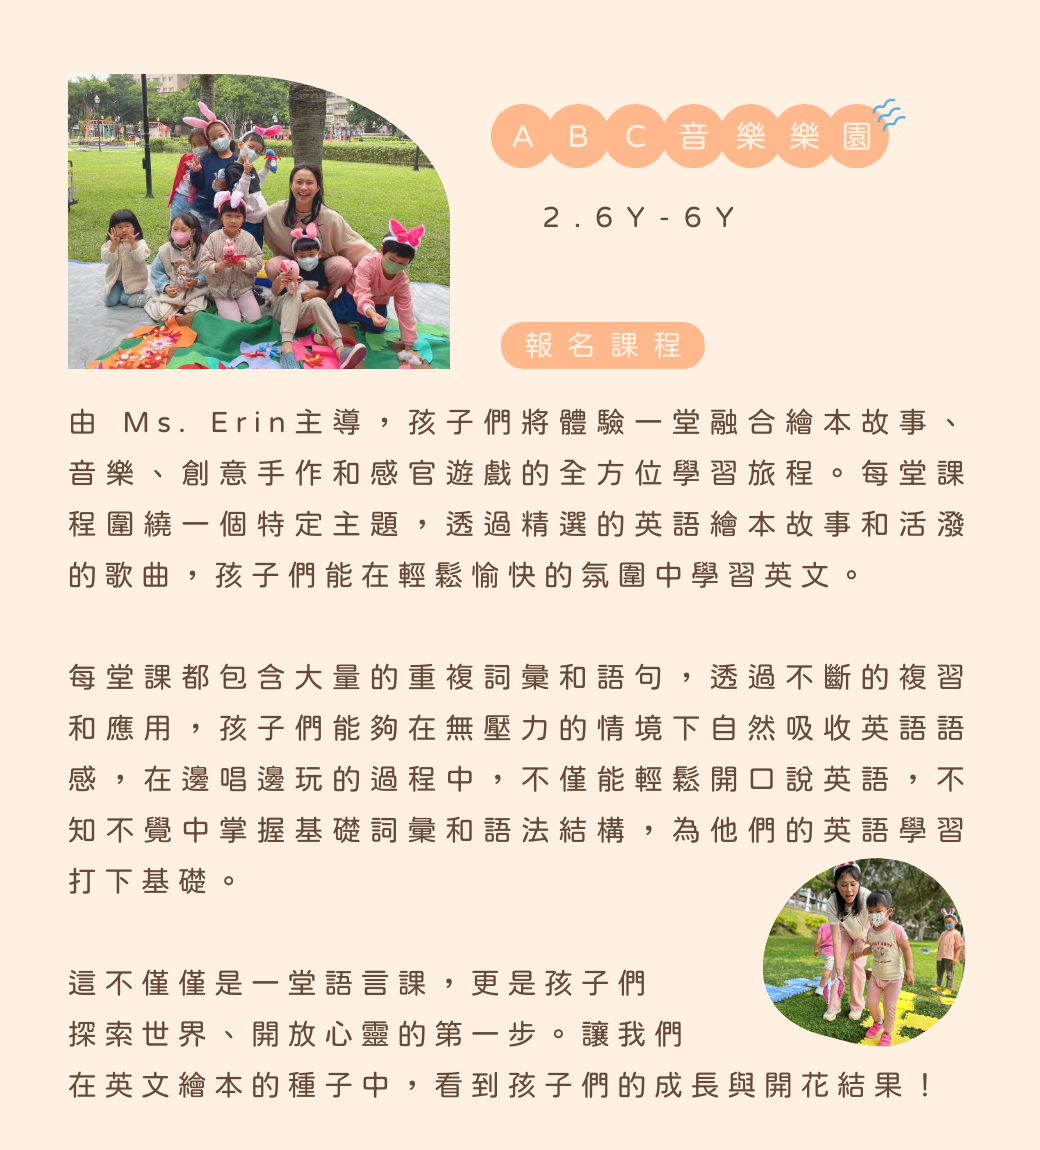 ABC音樂樂園
2.6Y-6Y
報名課程
由 Ms. Erin主導，孩子們將體驗一堂融合繪本故事、
音樂、創意手作和感官遊戲的全方位學習旅程。每堂課
程圍繞一個特定主題，透過精選的英語繪本故事和活潑
的歌曲，孩子們能在輕鬆愉快的氛圍中學習英文。
每堂課都包含大量的重複詞彙和語句，透過不斷的複習
和應用，孩子們能夠在無壓力的情境下自然吸收英語語
感，在邊唱邊玩的過程中，不僅能輕鬆開口說英語，不
知不覺中掌握基礎詞彙和語法結構，為他們的英語學習
打下基礎。
這不僅僅是一堂語言課，更是孩子們
探索世界、開放心靈的第一步。讓我們
在英文繪本的種子中，看到孩子們的成長與開花結果！